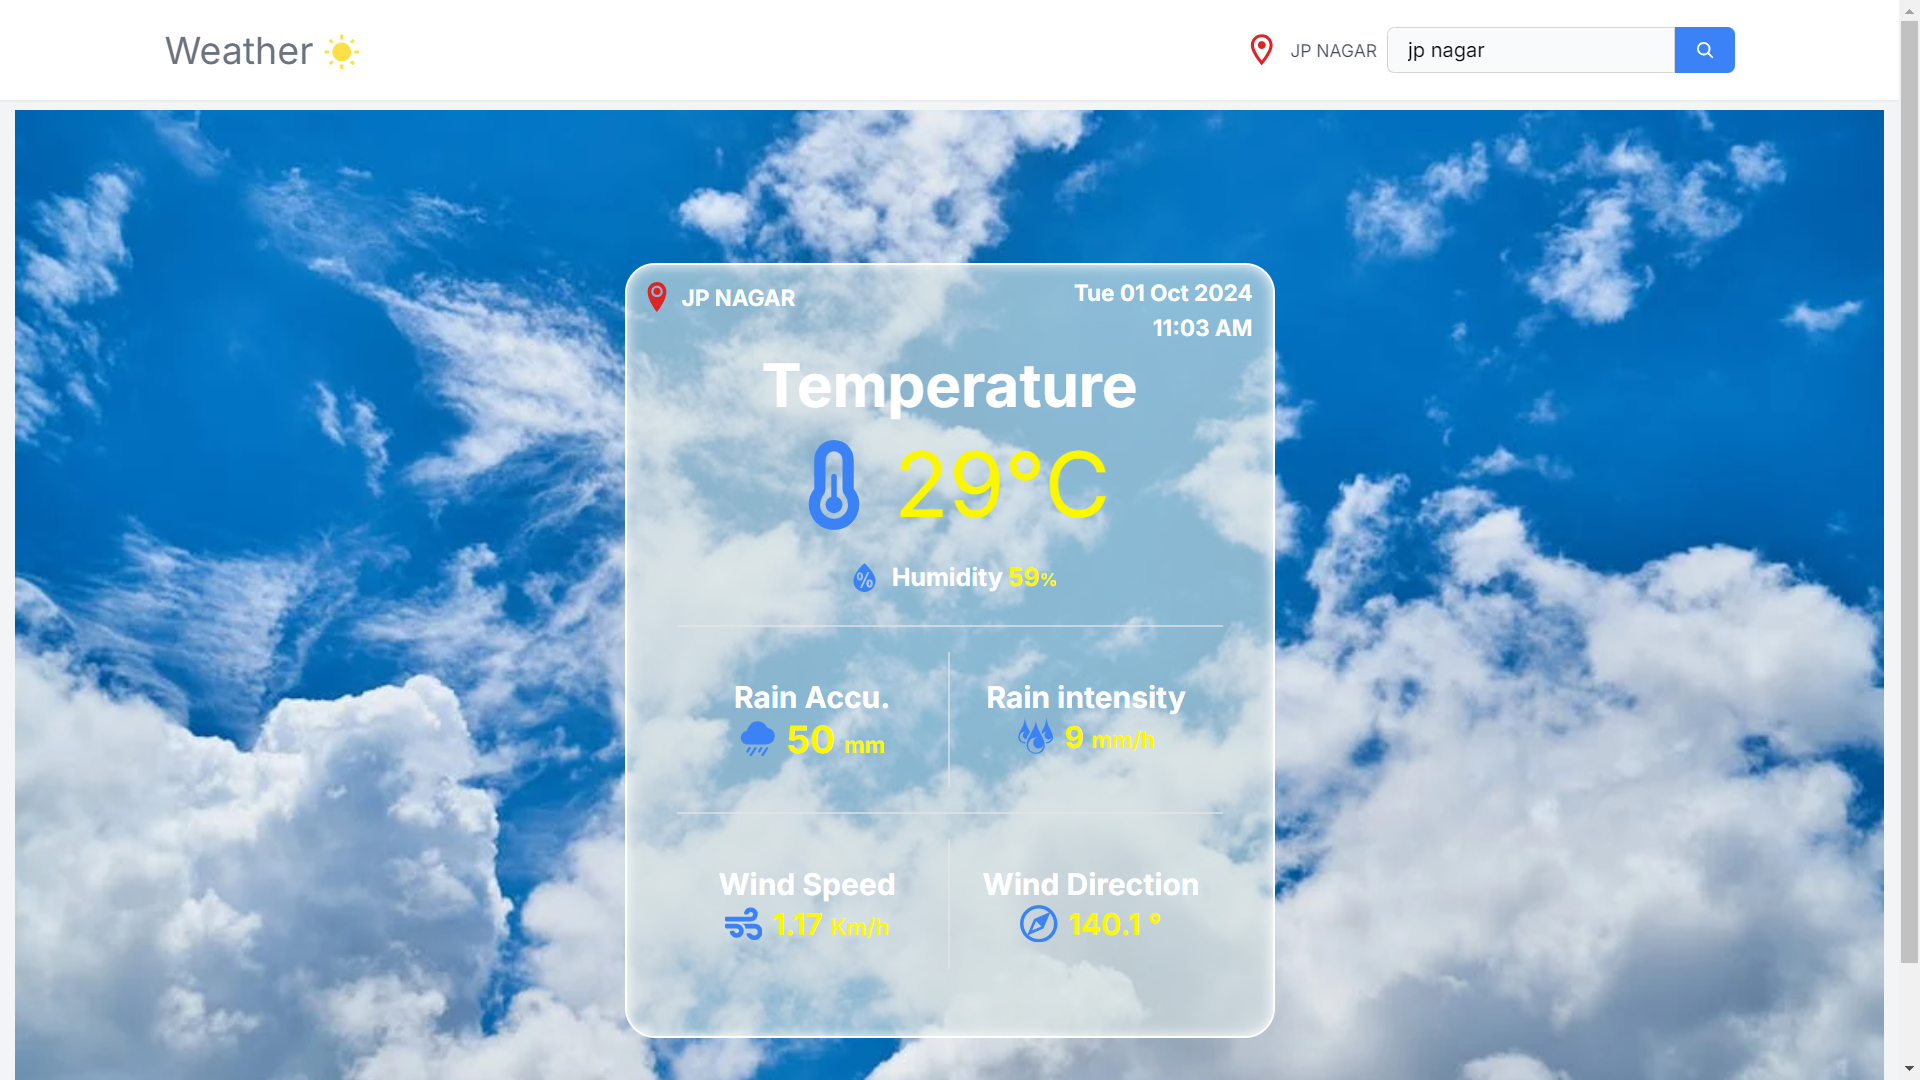 Weather
JP NAGAR
jp nagar
JP NAGAR
Tue 01 Oct 2024
11:03 AM
Temperature
29°C
Humidity 59%
Rain Accu.
50 mm
Rain intensity
9 mm/h
Wind Speed
1.17 Km/h
Wind Direction
140.1 °